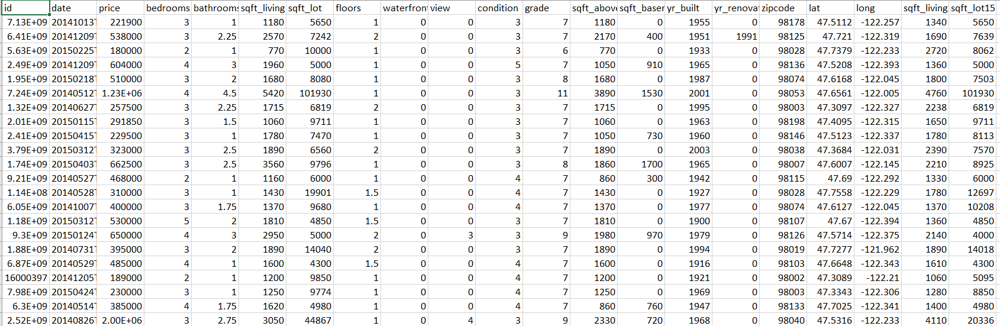 id date price bedrooms bathrooms sqft_living sqft_lot floors waterfron view condition grade sqft_above sqft_baser yr_built yr_renovat zipcode lat long sqft_living sqft_lot15
7.13E+09 20141013T 221900 3 1 1180 5650 1 0 0 3 7 1180 0 1955 0 98178 47.5112 -122.257 1340 5650
6.41E+09 20141209T 538000 3 2.25 2570 7242 2 0 0 3 7 2170 400 1951 1991 98125 47.721 -122.319 1690 7639
5.63E+09 20150225T 180000 2 1 770 10000 1 0 0 3 6 770 0 1933 0 98028 47.7379 -122.233 2720 8062
2.49E+09 20141209T 604000 4 3 1960 5000 1 0 0 5 7 1050 910 1965 0 98136 47.5208 -122.393 1360 5000
1.95E+09 20150218T 510000 3 2 1680 8080 1 0 0 3 8 1680 0 1987 0 98074 47.6168 -122.045 1800 7503
7.24E+09 20140512T 1.23E+06 4 4.5 5420 101930 1 0 0 3 11 3890 1530 2001 0 98053 47.6561 -122.005 4760 101930
1.32E+09 20140627T 257500 3 2.25 1715 6819 2 0 0 3 7 1715 0 1995 0 98003 47.3097 -122.327 2238 6819
2.01E+09 20150115T 291850 3 1.5 1060 9711 1 0 0 3 7 1060 0 1963 0 98198 47.4095 -122.315 1650 9711
2.41E+09 20150415T 229500 3 1 1780 7470 1 0 0 3 7 1050 730 1960 0 98146 47.5123 -122.337 1780 8113
3.79E+09 20150312T 323000 3 2.5 1890 6560 2 0 0 3 7 1890 0 2003 0 98038 47.3684 -122.031 2390 7570
1.74E+09 20150403T 662500 3 2.5 3560 9796 1 0 0 3 8 1860 1700 1965 0 98007 47.6007 -122.145 2210 8925
9.21E+09 20140527T 468000 2 1 1160 6000 1 0 0 4 7 860 300 1942 0 98115 47.69 -122.292 1330 6000
1.14E+08 20140528T 310000 3 1 1430 19901 1.5 0 0 4 7 1430 0 1927 0 98028 47.7558 -122.229 1780 12697
6.05E+09 20141007T 400000 3 1.75 1370 9680 1 0 0 4 7 1370 0 1977 0 98074 47.6127 -122.045 1370 10208
1.18E+09 20150312T 530000 5 2 1810 4850 1.5 0 0 3 7 1810 0 1900 0 98107 47.67 -122.394 1360 4850
9.3E+09 20150124T 650000 4 3 2950 5000 2 0 3 3 9 1980 970 1979 0 98126 47.5714 -122.375 2140 4000
1.88E+09 20140731T 395000 3 2 1890 14040 2 0 0 3 7 1890 0 1994 0 98019 47.7277 -121.962 1890 14018
6.87E+09 20140529T 485000 4 1 1600 4300 1.5 0 0 4 7 1600 0 1916 0 98103 47.6648 -122.343 1610 4300
16000397 20141205T 189000 2 1 1200 9850 1 0 0 4 7 1200 0 1921 0 98002 47.3089 -122.21 1060 5095
7.98E+09 20150424T 230000 3 1 1250 9774 1 0 0 4 7 1250 0 1969 0 98003 47.3343 -122.306 1280 8850
6.3E+09 20140514T 385000 4 1.75 1620 4980 1 0 0 4 7 860 760 1947 0 98133 47.7025 -122.341 1400 4980
2.52E+09 20140826T 2.00E+06 3 2.75 3050 44867 1 0 4 3 9 2330 720 1968 0 98040 47.5316 -122.233 4110 20336